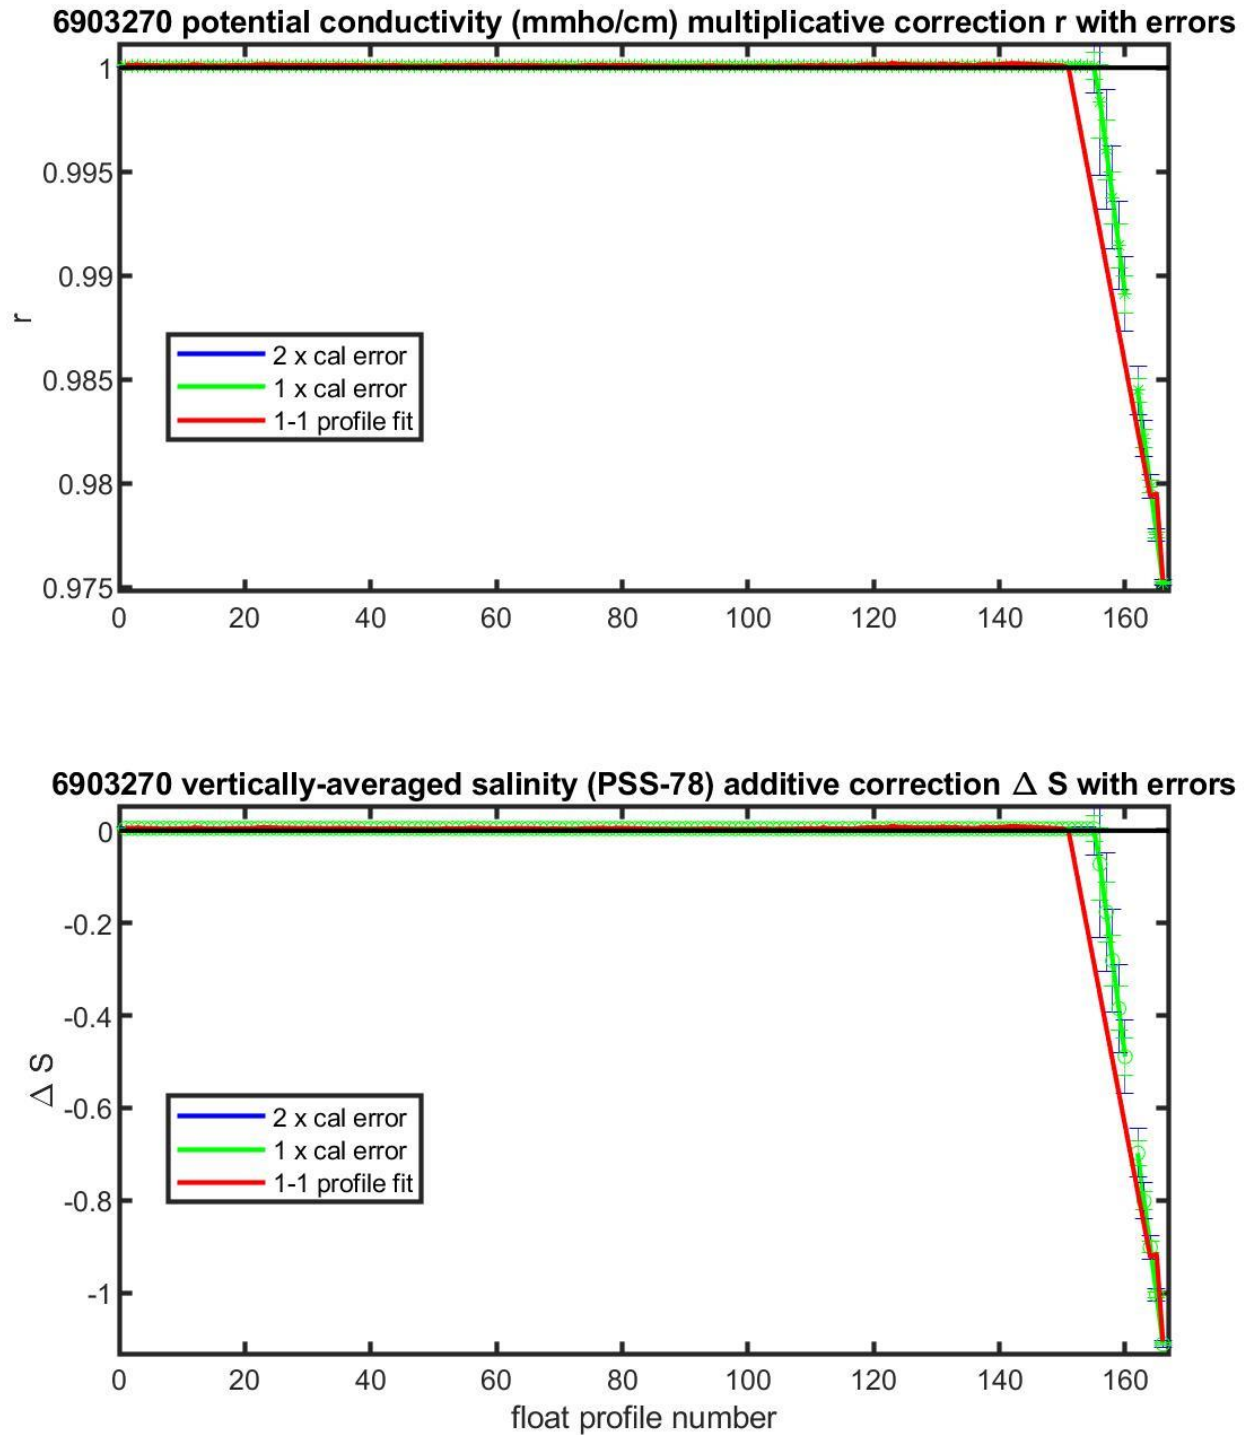 6903270 potential conductivity (mmho/cm) multiplicative correction r with errors
1
0.995
0.99
0.985
0.98
0.975
r
2 x cal error
1 x cal error
1-1 profile fit
0 20 40 60 80 100 120 140 160
6903270 vertically-averaged salinity (PSS-78) additive correction Δ S with errors
0
-0.2
-0.4
-0.6
-0.8
-1
Δ S
2 x cal error
1 x cal error
1-1 profile fit
0 20 40 60 80 100 120 140 160
float profile number